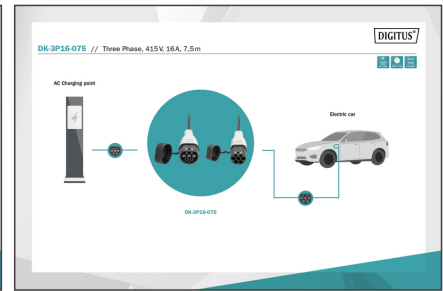 DIGITUS®
DK-3P16-075 // Three Phase, 415V, 16A, 7,5m
AC Charging point
Electric car
DK-3P16-075